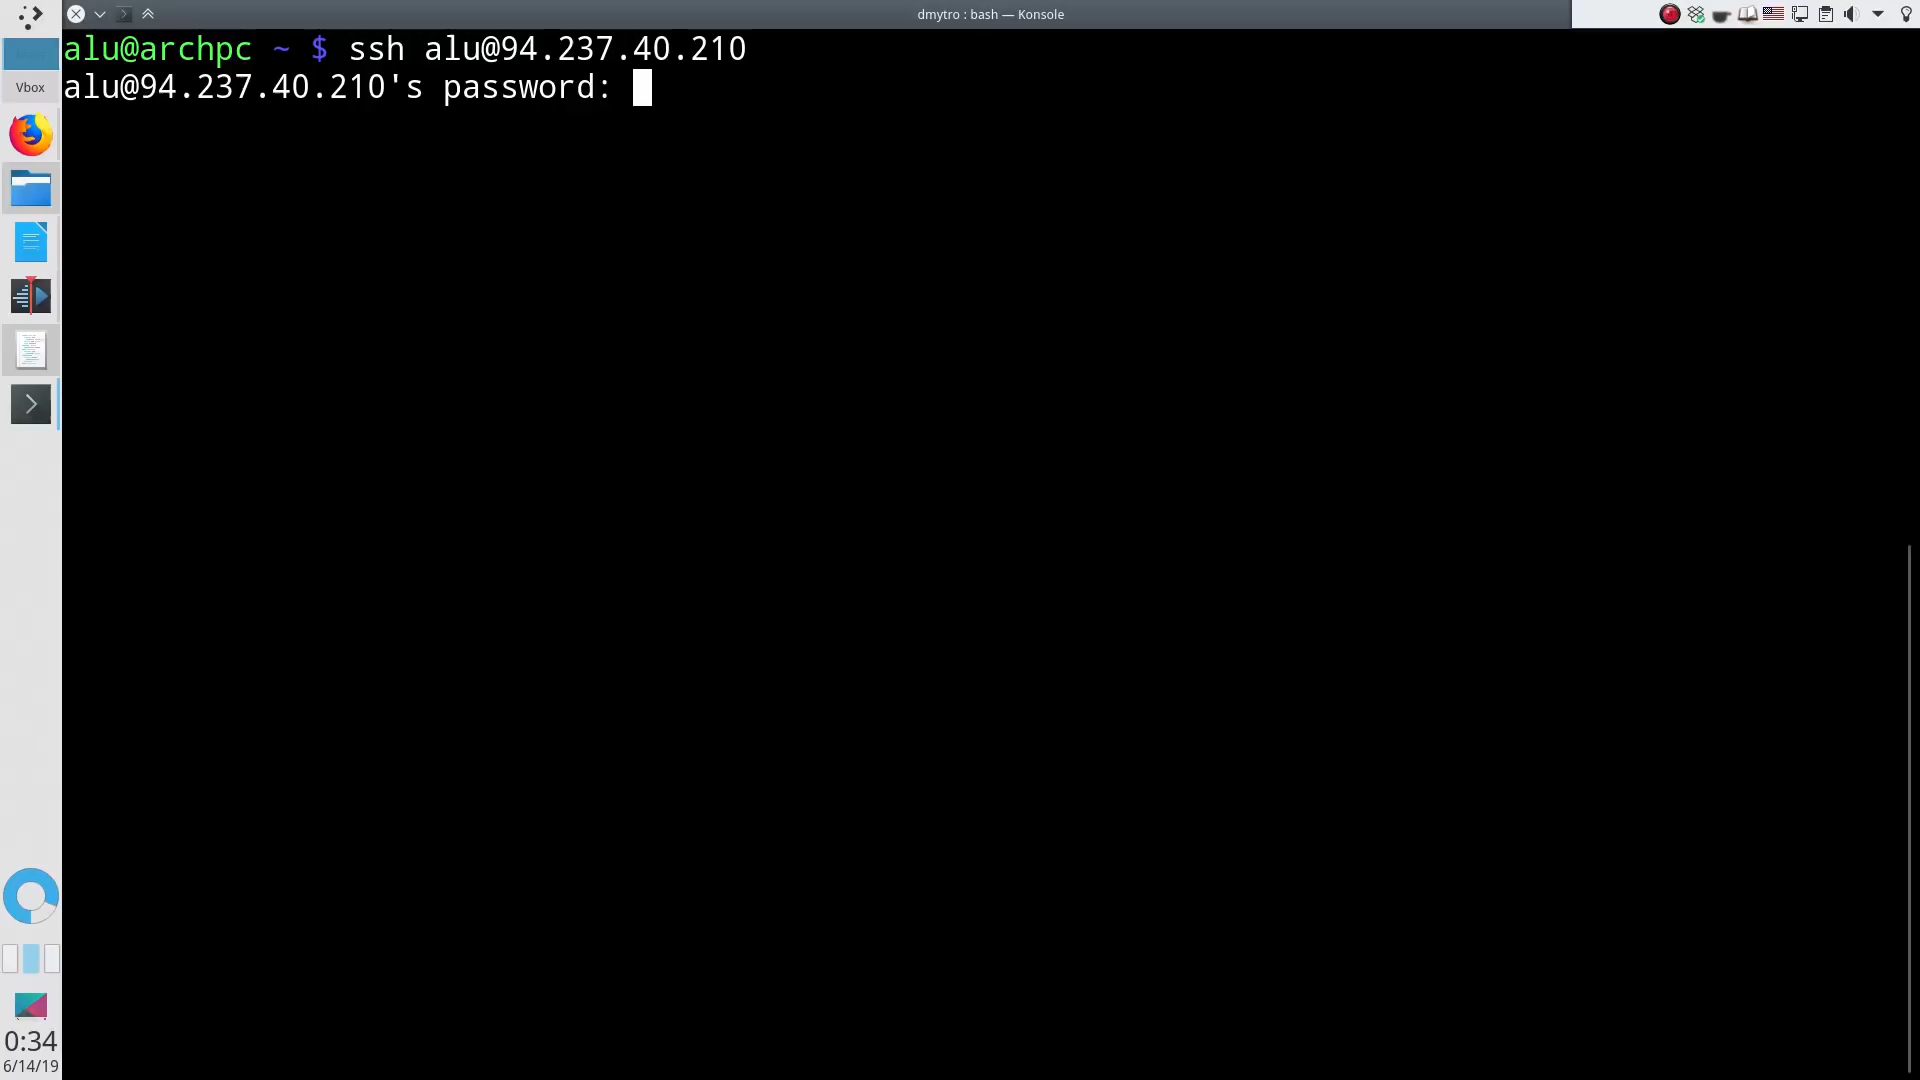 dmytro : bash — Konsole
alu@archpc ~ $ ssh alu@94.237.40.210
alu@94.237.40.210's password:
Vbox
0:34
6/14/19